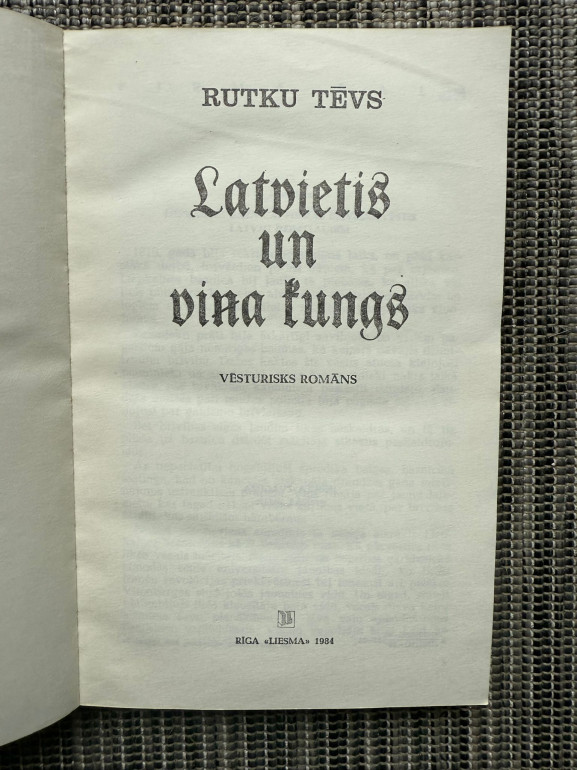 RUTKU TĒVS
Latvietis
un
viņa kungs
VĒSTURISKS ROMĀNS
RĪGA «LIESMA» 1984